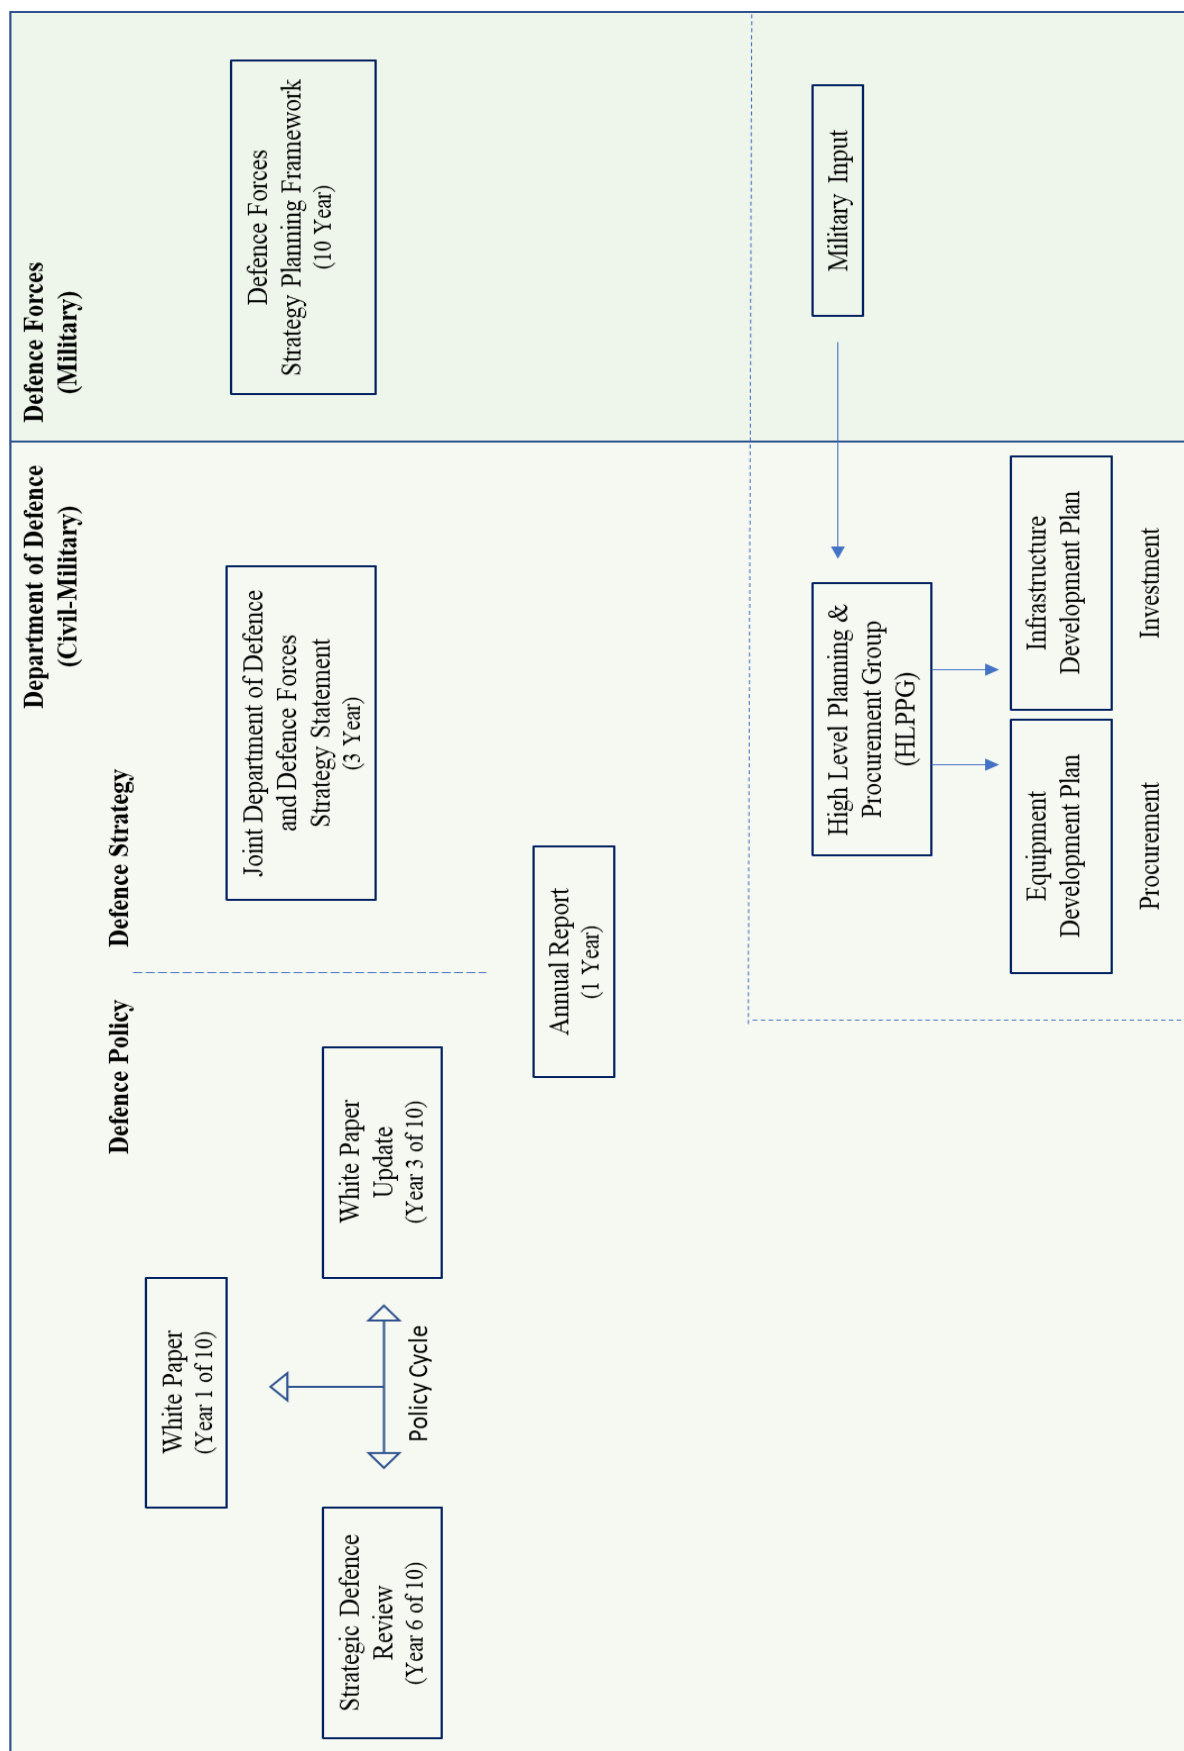 Department of Defence
(Civil-Military)
Defence Forces
(Military)
Defence Policy
Defence Strategy
White Paper
(Year 1 of 10)
Strategic Defence
Review
(Year 6 of 10)
Policy Cycle
White Paper
Update
(Year 3 of 10)
Joint Department of Defence
and Defence Forces
Strategy Statement
(3 Year)
Defence Forces
Strategy Planning Framework
(10 Year)
Annual Report
(1 Year)
High Level Planning &
Procurement Group
(HLPPG)
Military Input
Equipment
Development Plan
Infrastructure
Development Plan
Procurement
Investment